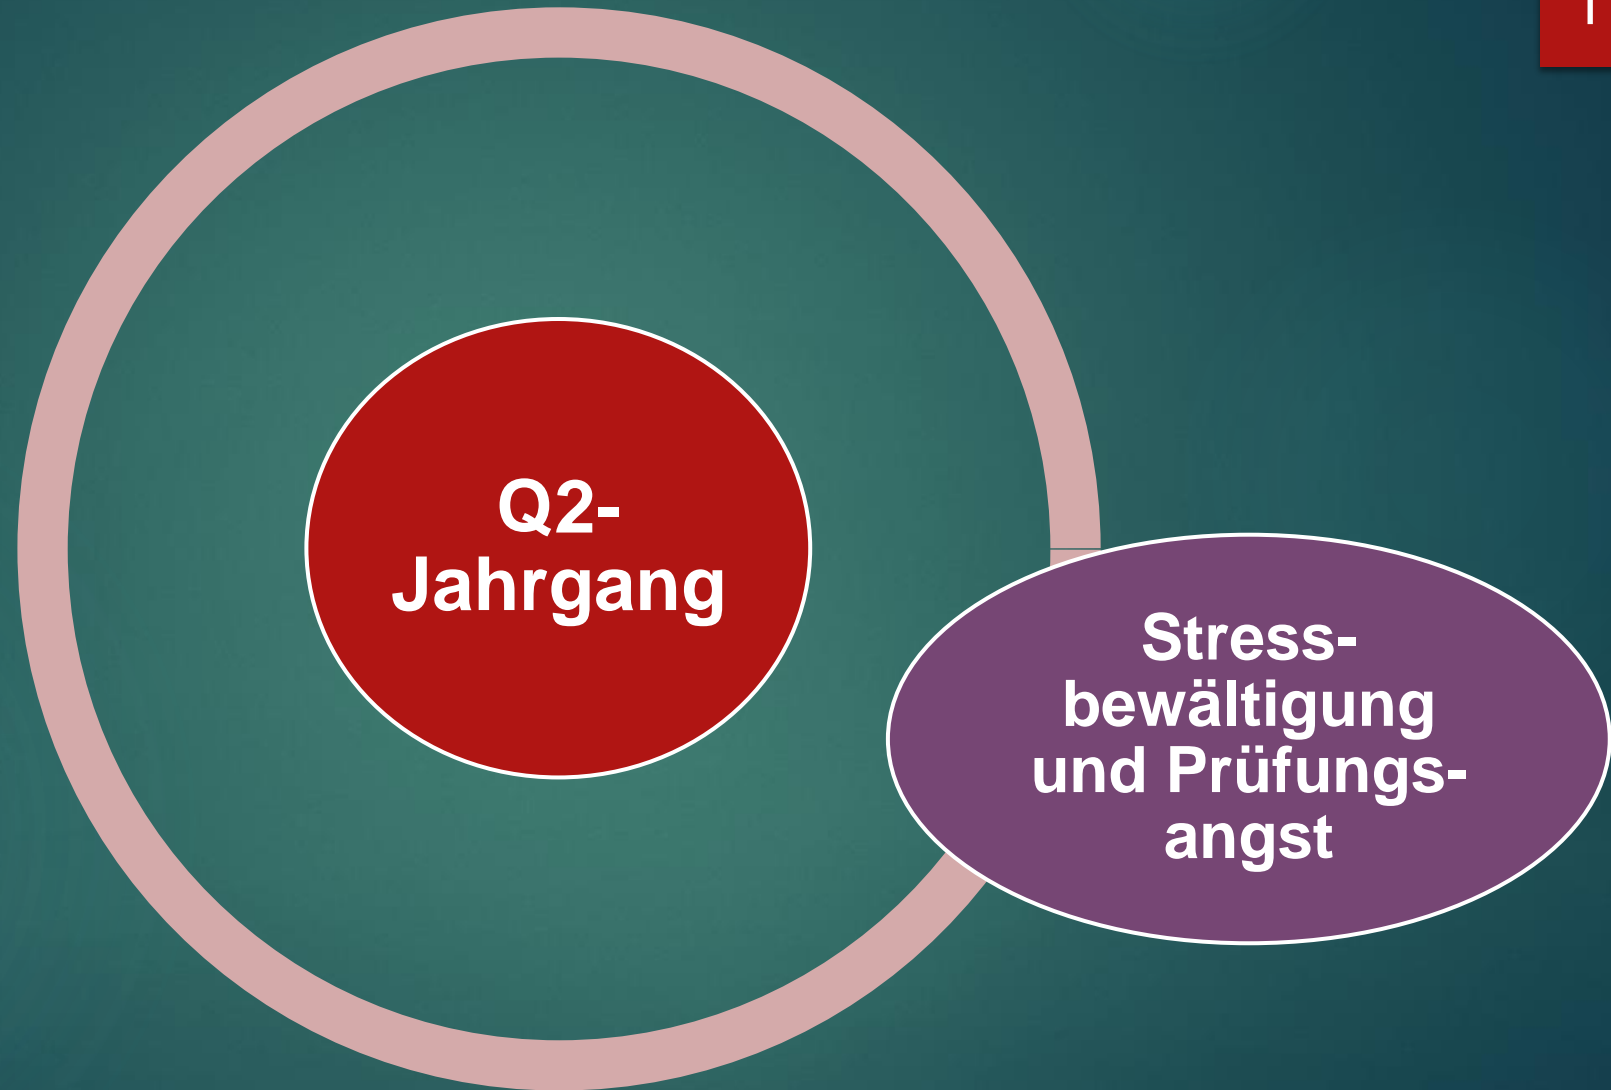 Q2-
Jahrgang
Stress-
bewältigung
und Prüfungs-
angst